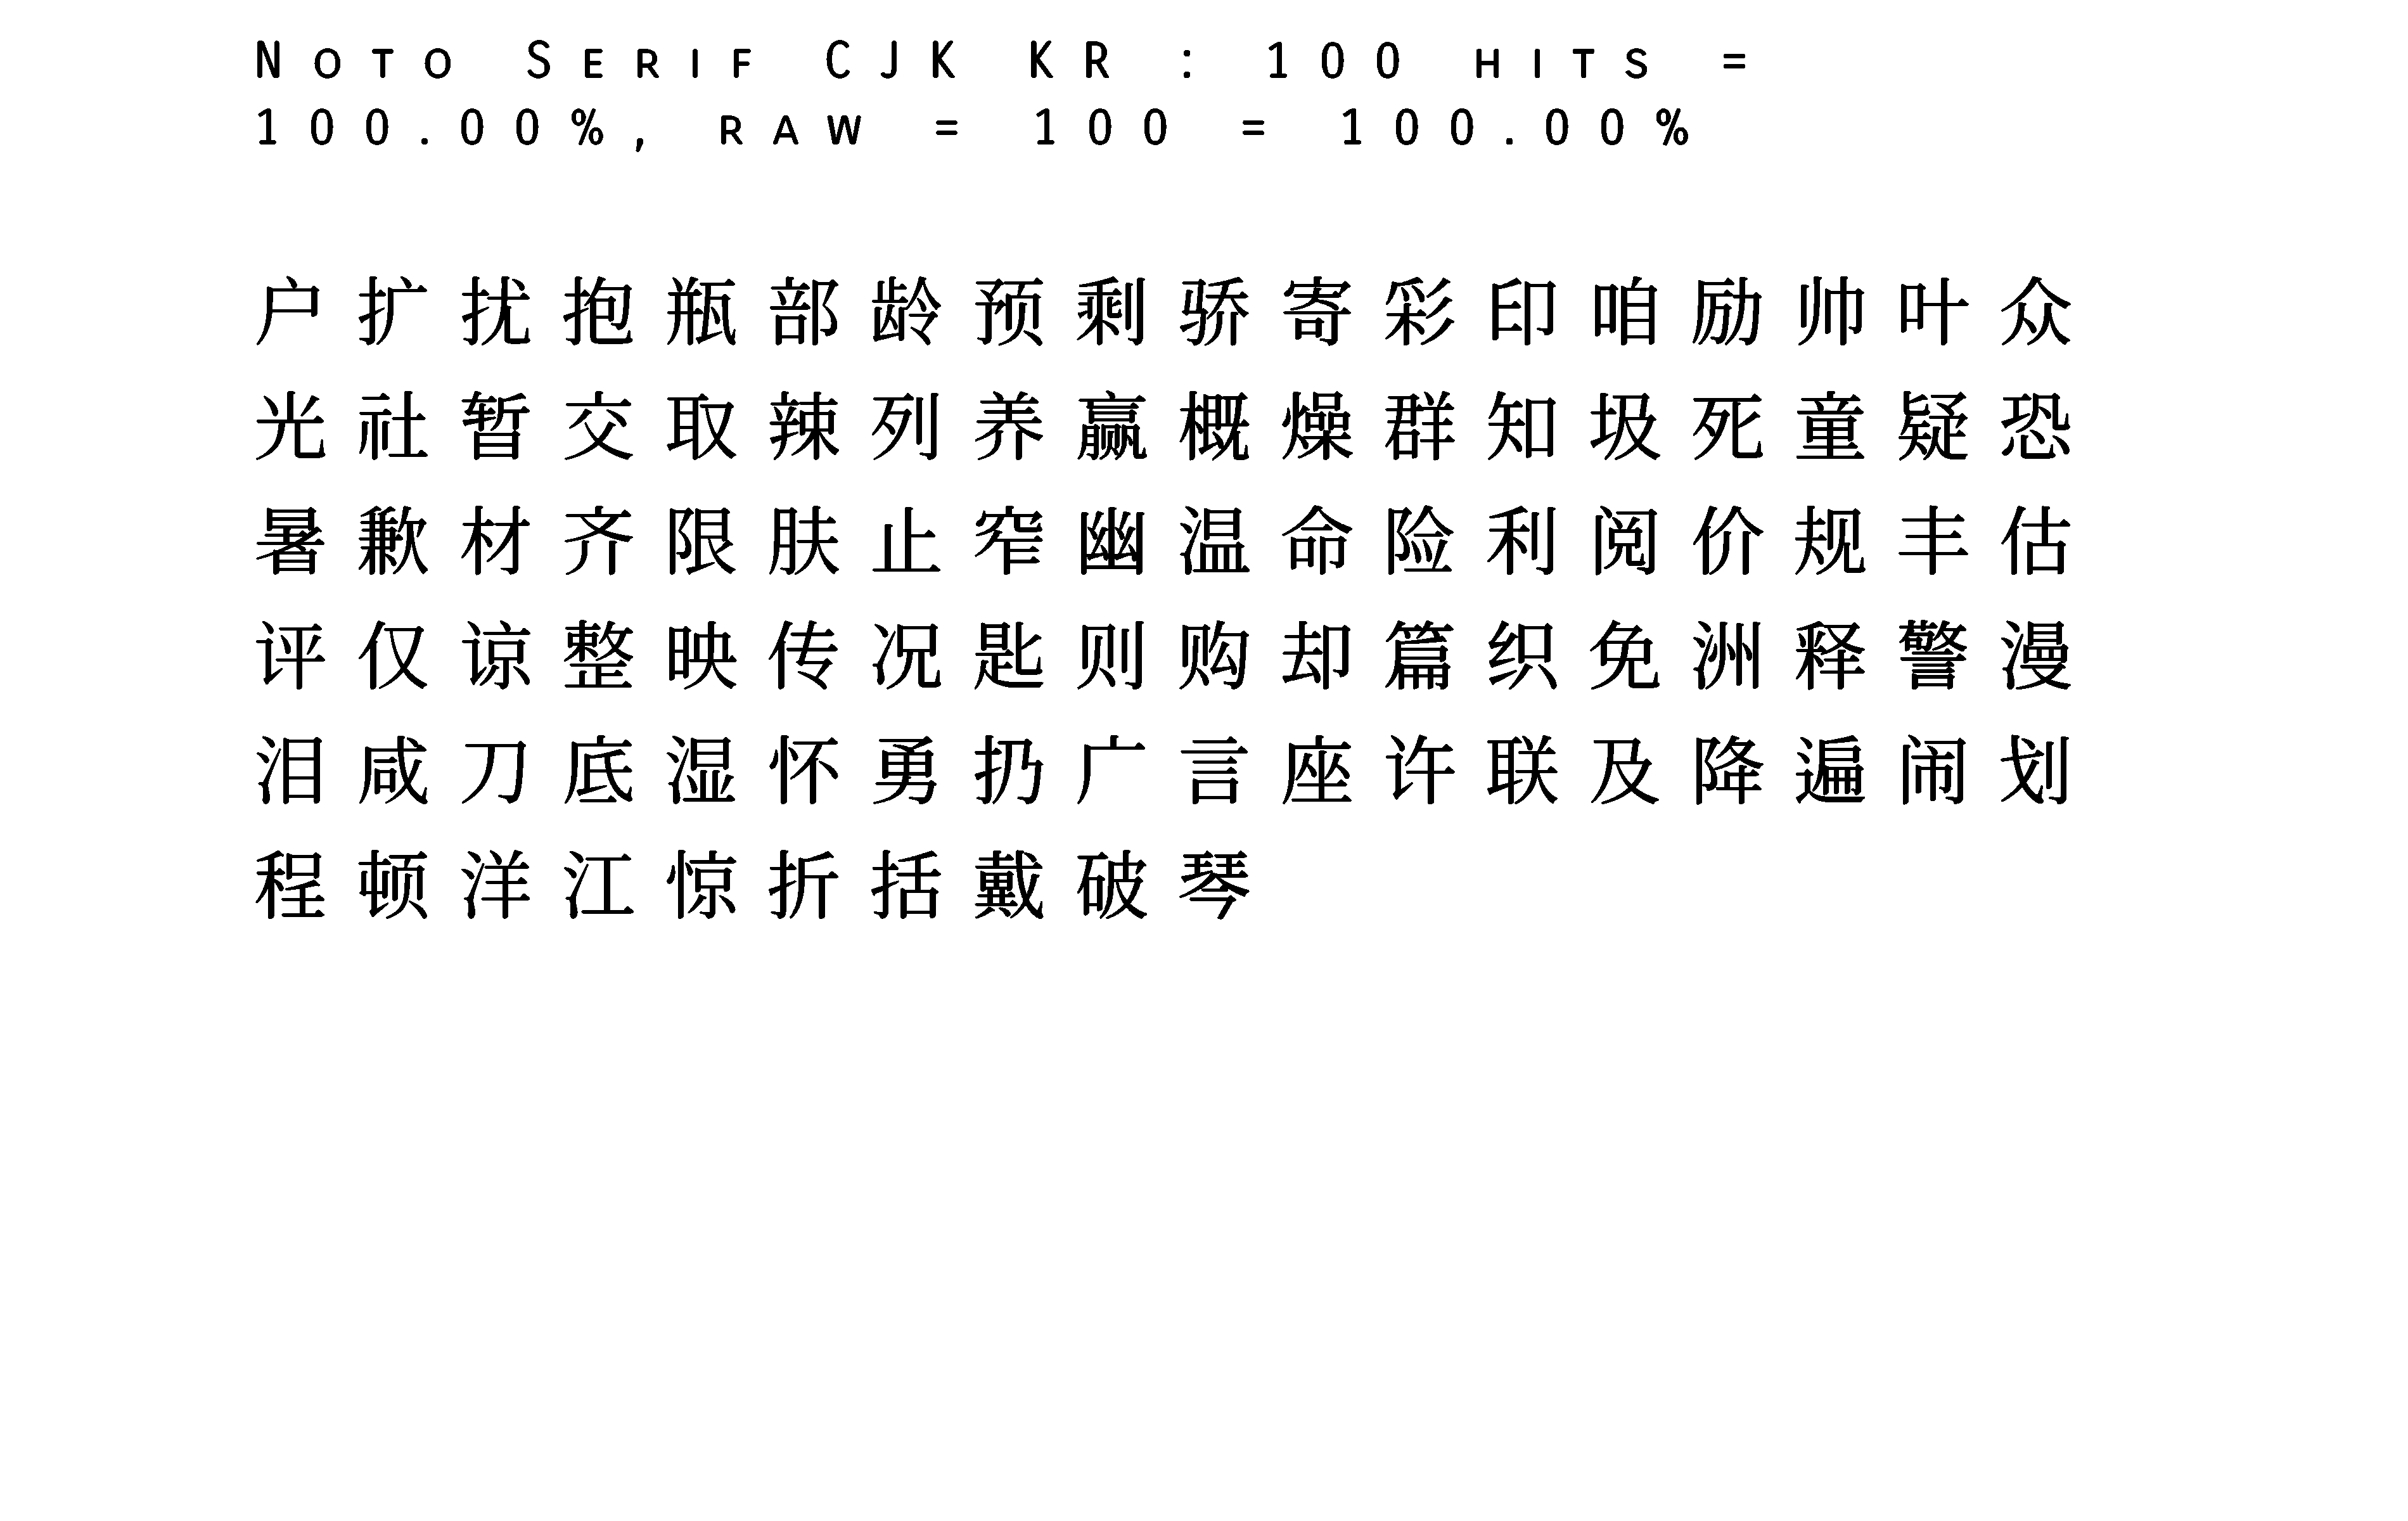 Noto Serif CJK KR : 100 hits =
100.00%, raw = 100 = 100.00%
户扩扰抱瓶部龄预剩骄寄彩印咱励帅叶众
光社暂交取辣列养赢概燥群知圾死童疑恐
暑歉材齐限肤止窄幽温命险利阅价规丰估
评仅谅整映传况匙则购却篇织免洲释警漫
泪咸刀底湿怀勇扔广言座许联及降遍闹划
程顿洋江惊折括戴破琴